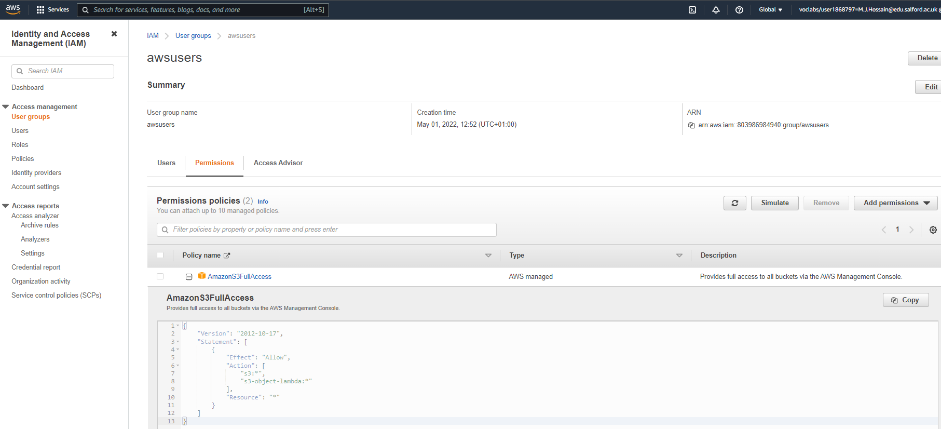 aws
Services
Search for services, features, blogs, docs, and more
[Alt+S]
Global
voclabs/user1868797=M.J.Hossain@edu.salford.ac.uk
Identity and Access
Management (IAM)
Search IAM
Dashboard
Access management
User groups
Users
Roles
Policies
Identity providers
Account settings
Access reports
Access analyzer
Archive rules
Analyzers
Settings
Credential report
Organization activity
Service control policies (SCPs)
IAM > User groups > awsusers
awsusers
Delete
Summary
Edit
User group name
awsusers
Creation time
May 01, 2022, 12:52 (UTC+01:00)
ARN
arn:aws:iam::803986984940:group/awsusers
Users
Permissions
Access Advisor
Permissions policies (2) Info
You can attach up to 10 managed policies.
Simulate
Remove
Add permissions
Filter policies by property or policy name and press enter
1
Policy name
Type
Description
AmazonS3FullAccess
AWS managed
Provides full access to all buckets via the AWS Management Console.
AmazonS3FullAccess
Provides full access to all buckets via the AWS Management Console.
Copy
1 {
2 "Version": "2012-10-17",
3 "Statement": [
4 {
5 "Effect": "Allow",
6 "Action": [
7 "s3:*",
8 "s3-object-lambda:*"
9 ],
10 "Resource": "*"
11 }
12 ]
13 }